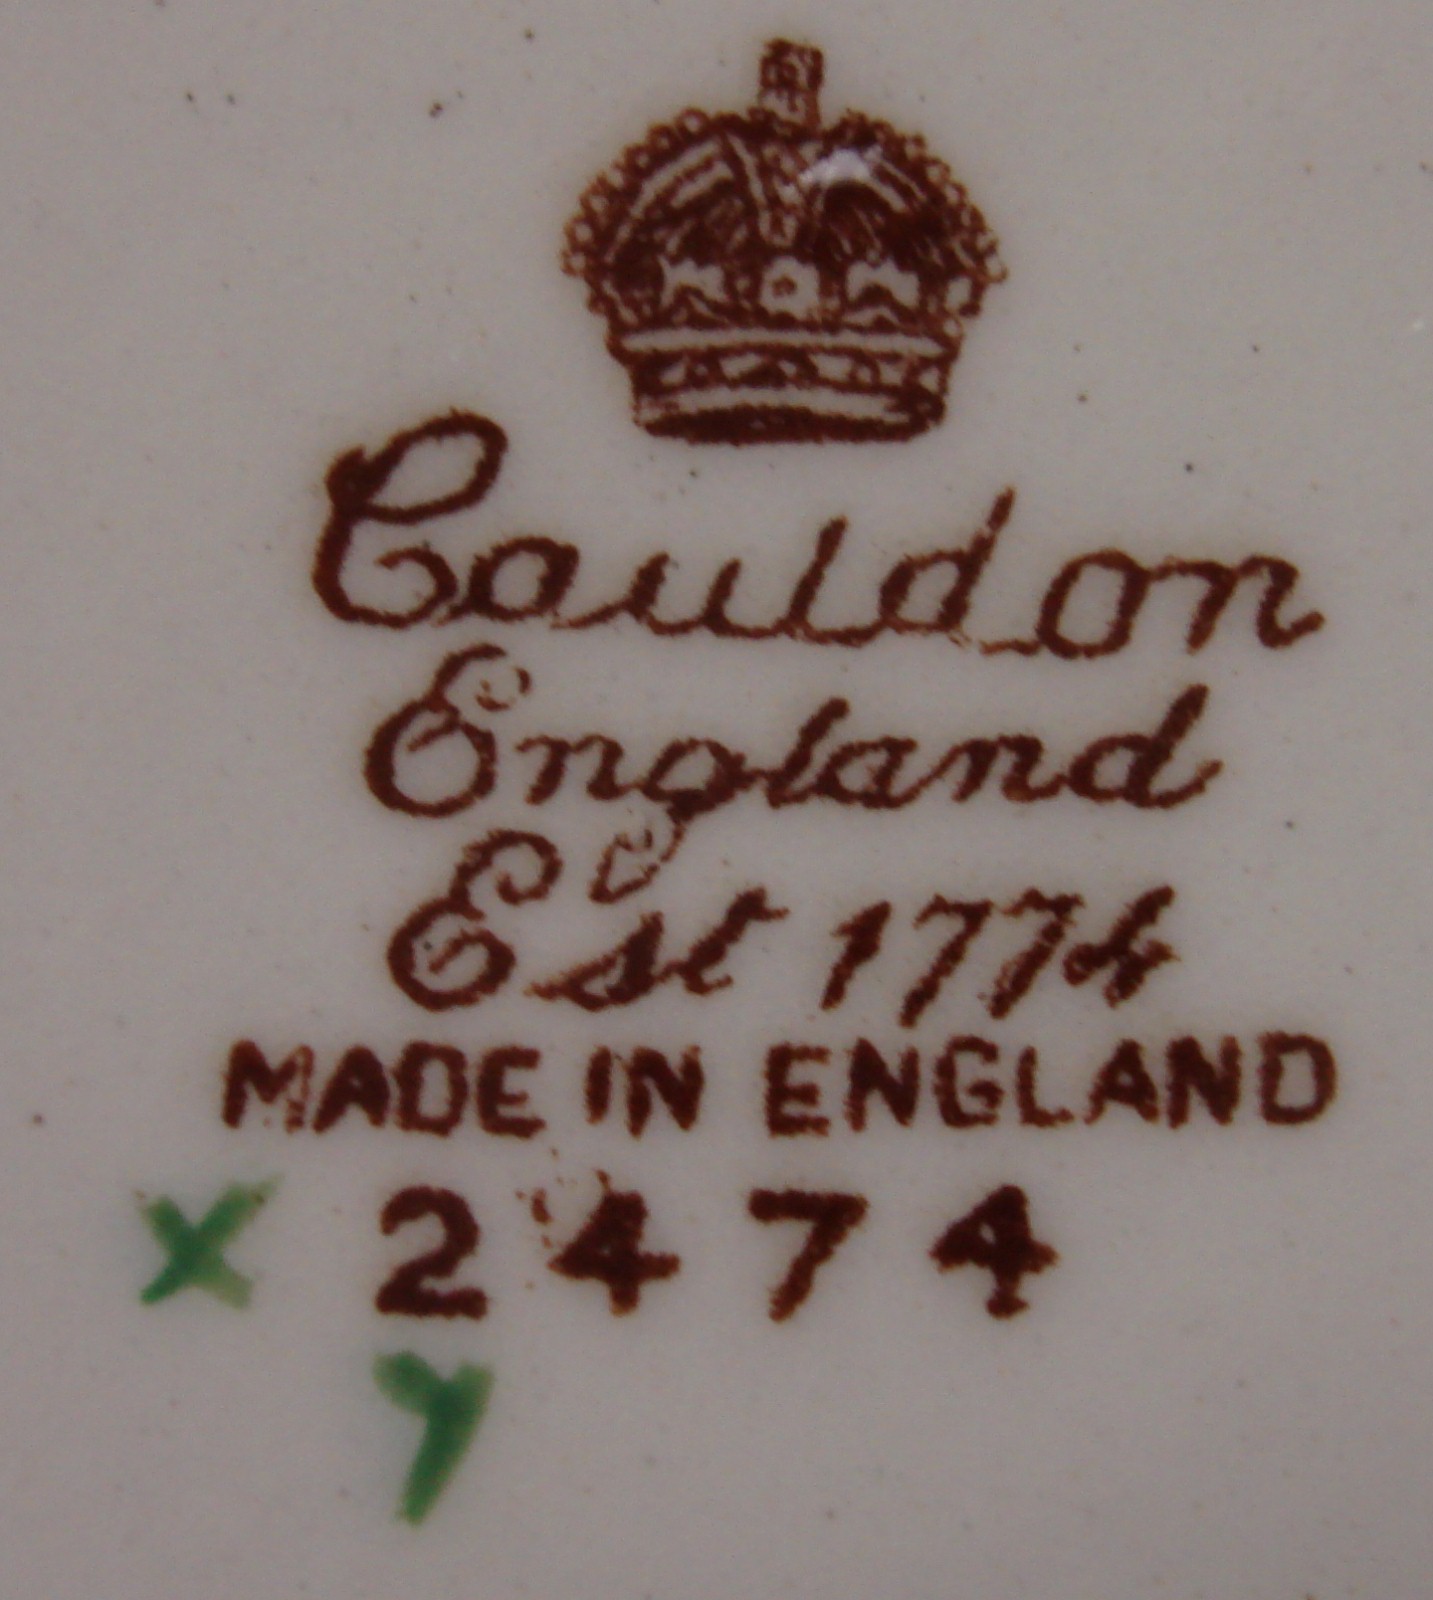 Cauldon
England
Est 1774
MADE IN ENGLAND
X 2474
y